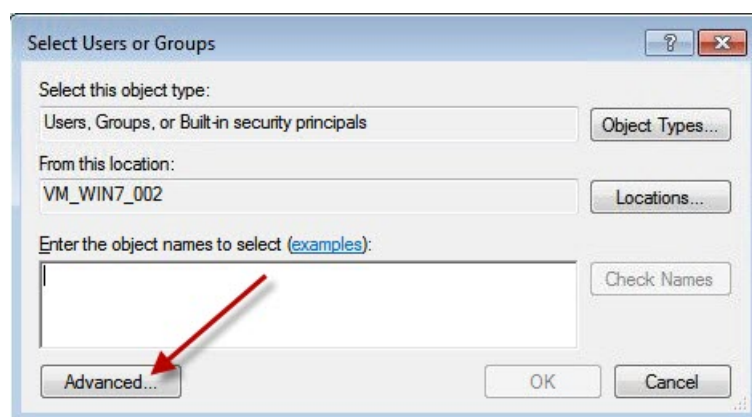 Select Users or Groups
Select this object type:
Users, Groups, or Built-in security principals
Object Types...
From this location:
VM_WIN7_002
Locations...
Enter the object names to select (examples):
Check Names
Advanced...
OK
Cancel